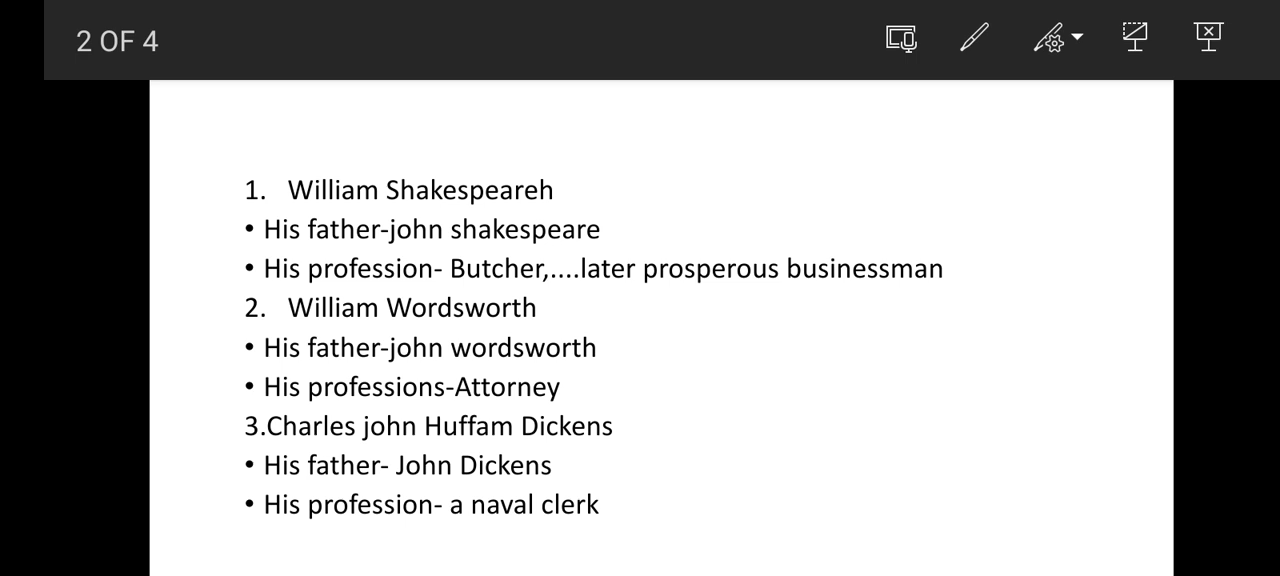 2 OF 4
1. William Shakespeareh
• His father-john shakespeare
• His profession- Butcher,....later prosperous businessman
2. William Wordsworth
• His father-john wordsworth
• His professions-Attorney
3.Charles john Huffam Dickens
• His father- John Dickens
• His profession- a naval clerk